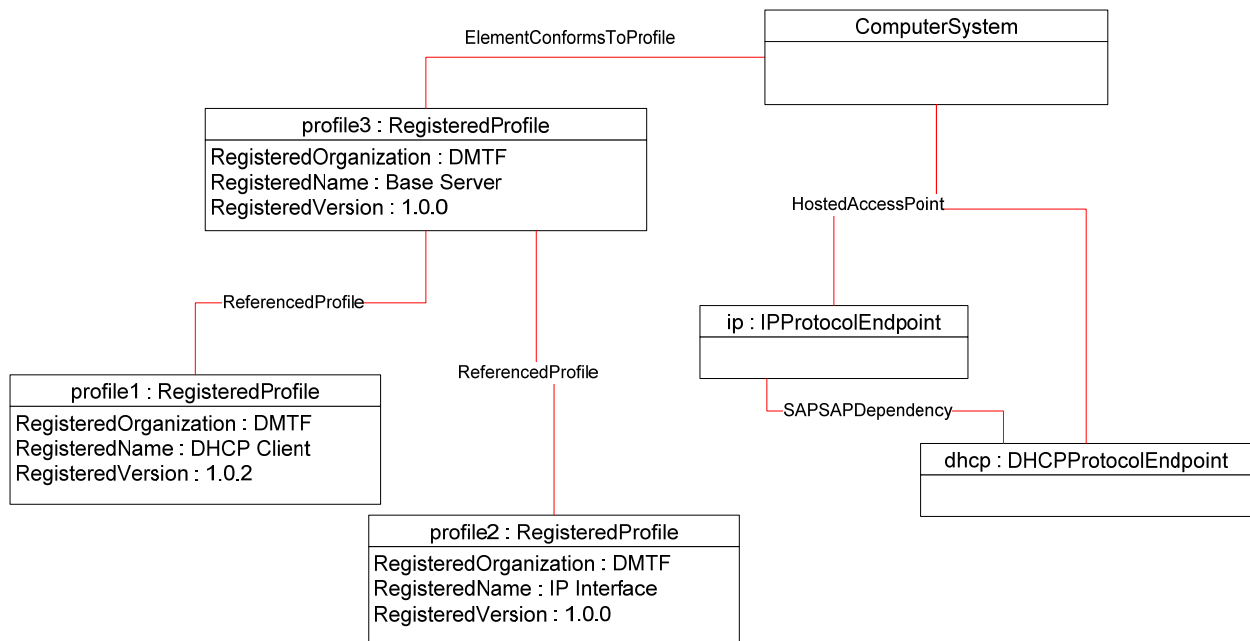 ComputerSystem
ElementConformsToProfile
profile3 : RegisteredProfile
RegisteredOrganization : DMTF
RegisteredName : Base Server
RegisteredVersion : 1.0.0
HostedAccessPoint
ReferencedProfile
ip : IPProtocolEndpoint
ReferencedProfile
profile1 : RegisteredProfile
RegisteredOrganization : DMTF
RegisteredName : DHCP Client
RegisteredVersion : 1.0.2
SAPSAPDependency
dhcp : DHCPProtocolEndpoint
profile2 : RegisteredProfile
RegisteredOrganization : DMTF
RegisteredName : IP Interface
RegisteredVersion : 1.0.0